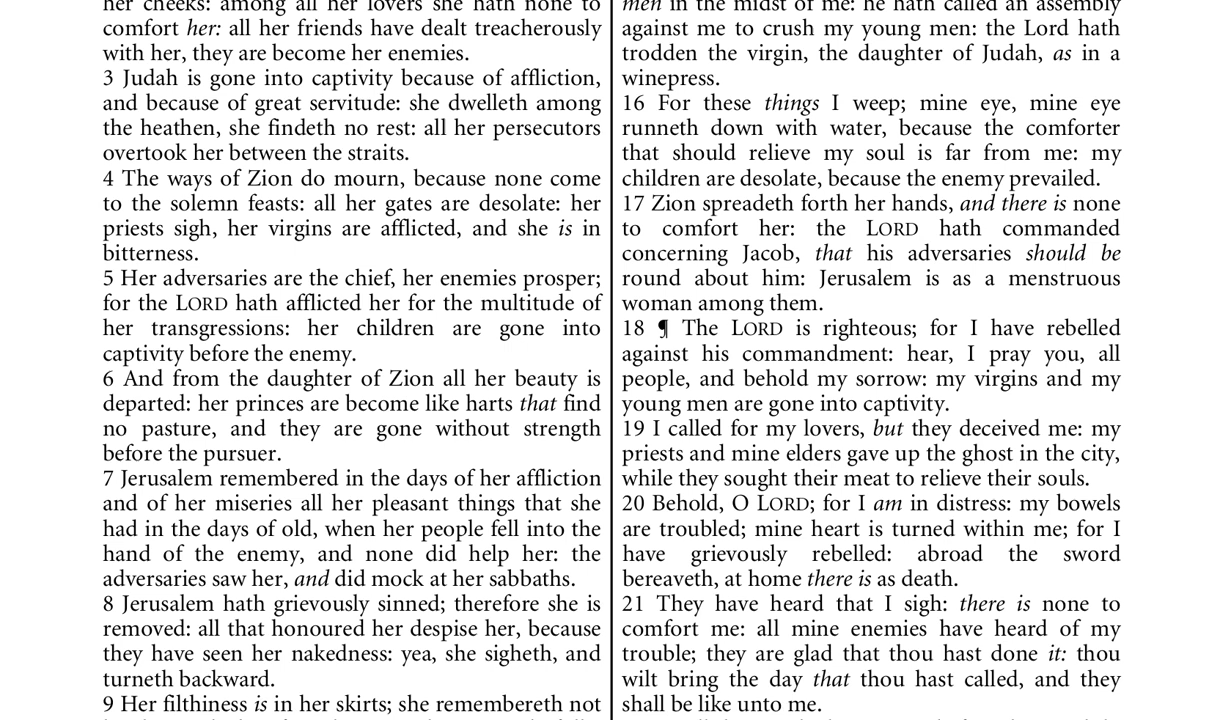 her cheeks: among all her lovers she hath none to
comfort her: all her friends have dealt treacherously
with her, they are become her enemies.
3 Judah is gone into captivity because of affliction,
and because of great servitude: she dwelleth among
the heathen, she findeth no rest: all her persecutors
overtook her between the straits.
4 The ways of Zion do mourn, because none come
to the solemn feasts: all her gates are desolate: her
priests sigh, her virgins are afflicted, and she is in
bitterness.
5 Her adversaries are the chief, her enemies prosper;
for the LORD hath afflicted her for the multitude of
her transgressions: her children are gone into
captivity before the enemy.
6 And from the daughter of Zion all her beauty is
departed: her princes are become like harts that find
no pasture, and they are gone without strength
before the pursuer.
7 Jerusalem remembered in the days of her affliction
and of her miseries all her pleasant things that she
had in the days of old, when her people fell into the
hand of the enemy, and none did help her: the
adversaries saw her, and did mock at her sabbaths.
8 Jerusalem hath grievously sinned; therefore she is
removed: all that honoured her despise her, because
they have seen her nakedness: yea, she sigheth, and
turneth backward.
9 Her filthiness is in her skirts; she remembereth not
men in the midst of me: he hath called an assembly
against me to crush my young men: the Lord hath
trodden the virgin, the daughter of Judah, as in a
winepress.
16 For these things I weep; mine eye, mine eye
runneth down with water, because the comforter
that should relieve my soul is far from me: my
children are desolate, because the enemy prevailed.
17 Zion spreadeth forth her hands, and there is none
to comfort her: the LORD hath commanded
concerning Jacob, that his adversaries should be
round about him: Jerusalem is as a menstruous
woman among them.
18 ¶ The LORD is righteous; for I have rebelled
against his commandment: hear, I pray you, all
people, and behold my sorrow: my virgins and my
young men are gone into captivity.
19 I called for my lovers, but they deceived me: my
priests and mine elders gave up the ghost in the city,
while they sought their meat to relieve their souls.
20 Behold, O LORD; for I am in distress: my bowels
are troubled; mine heart is turned within me; for I
have grievously rebelled: abroad the sword
bereaveth, at home there is as death.
21 They have heard that I sigh: there is none to
comfort me: all mine enemies have heard of my
trouble; they are glad that thou hast done it: thou
wilt bring the day that thou hast called, and they
shall be like unto me.